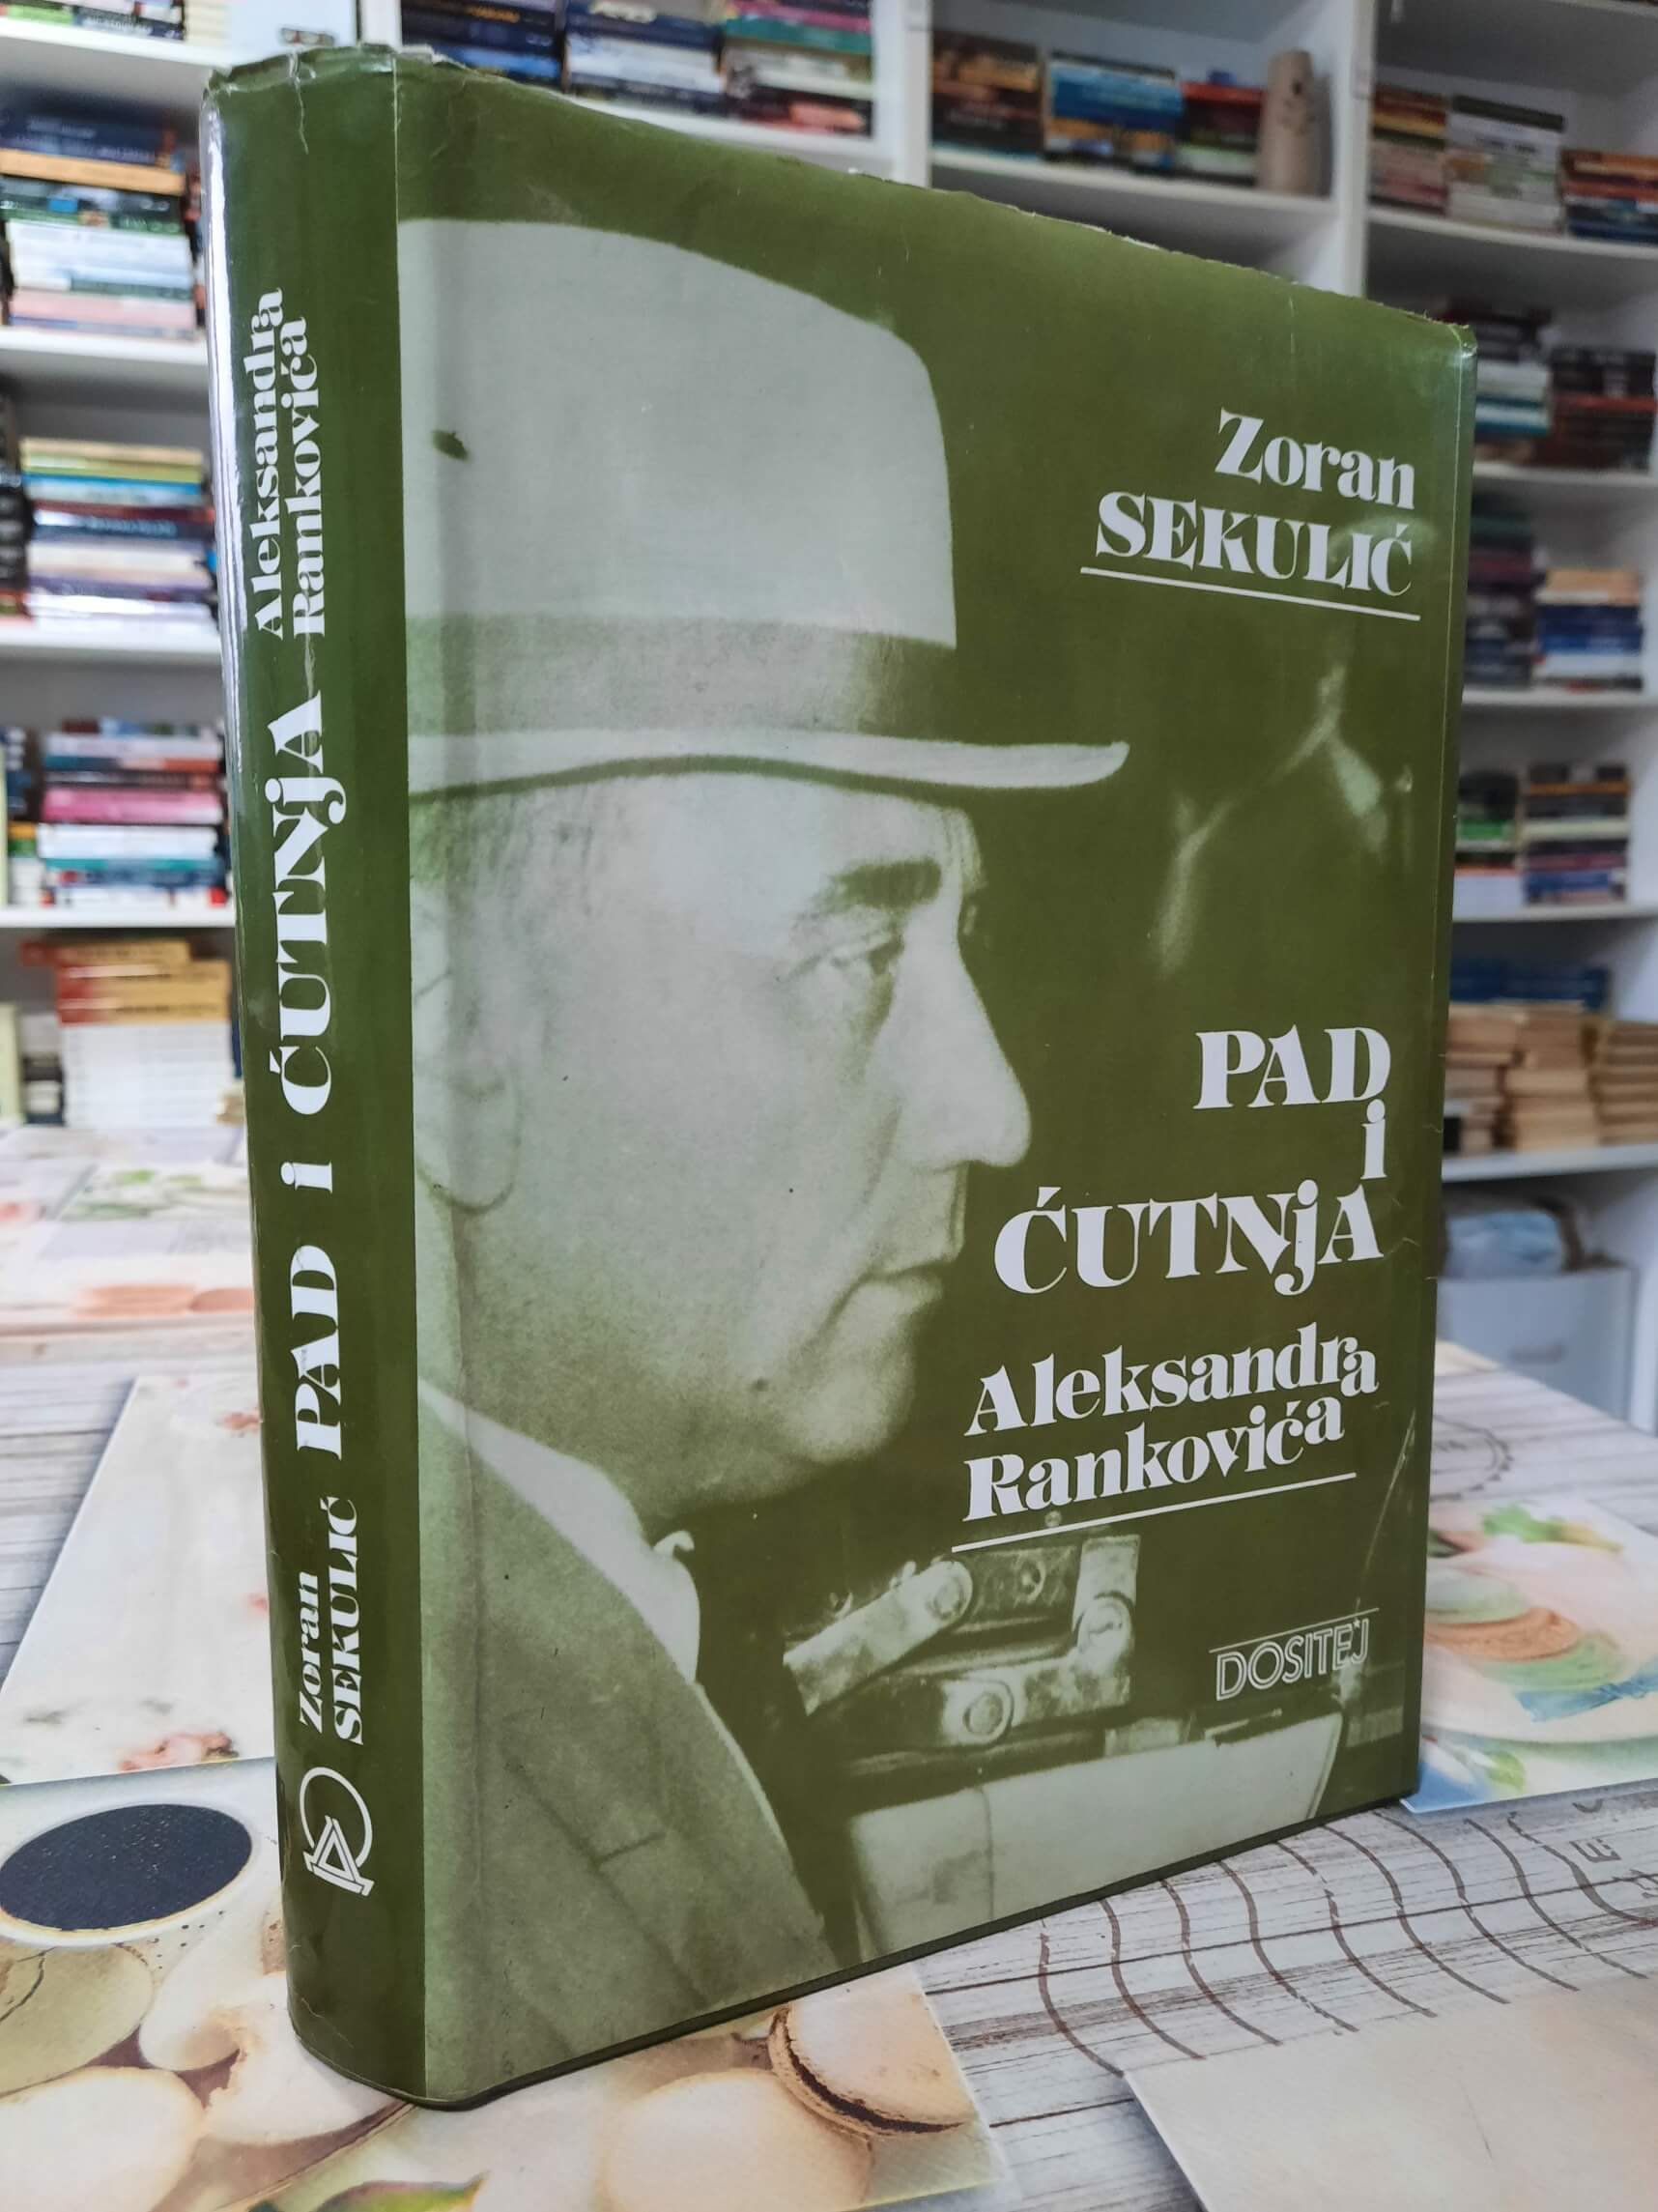 Zoran
SEKULIĆ
PAD
i
ĆUTNjA
Aleksandra
Rankovića
DOSITEJ
Zoran
SEKULIĆ
PAD i ĆUTNjA
Aleksandra
Rankovića